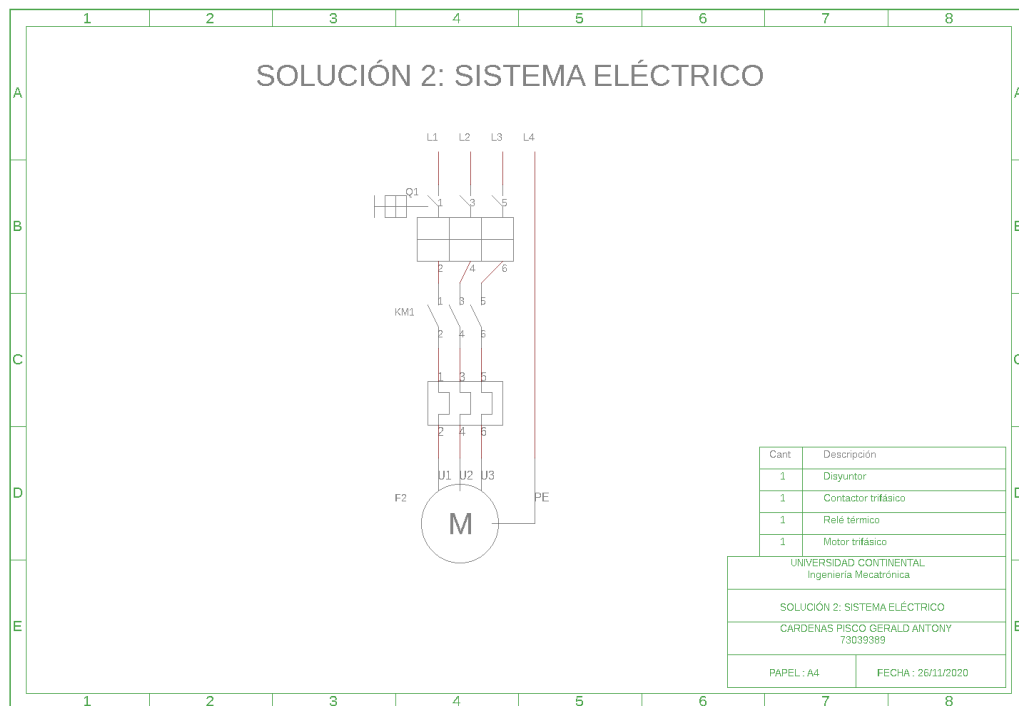 1 2 3 4 5 6 7 8
A
A
SOLUCIÓN 2: SISTEMA ELÉCTRICO
L1 L2 L3 L4
Q1
1 3 5
B
B
2 4 6
1 3 5
KM1
2 4 6
C
C
1 3 5
2 4 6
U1 U2 U3
F2
M
PE
D
D
Cant Descripción
1 Disyuntor
1 Contactor trifásico
1 Relé térmico
1 Motor trifásico
UNIVERSIDAD CONTINENTAL
Ingeniería Mecatrónica
SOLUCIÓN 2: SISTEMA ELÉCTRICO
E
E
CARDENAS PISCO GERALD ANTONY
73039389
PAPEL : A4 FECHA : 26/11/2020
1 2 3 4 5 6 7 8